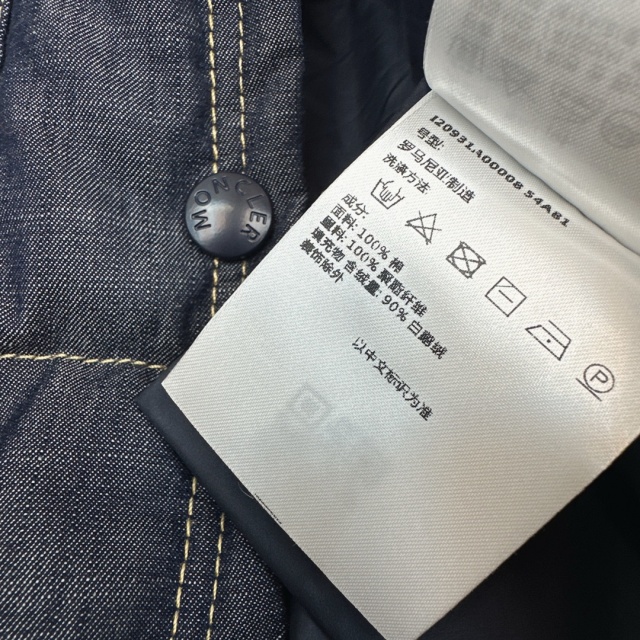 MONCLER
I20931A00008 54A81
号型:
罗马尼亚制造
洗涤方法
P
成分:
面料: 100% 棉
里料: 100% 聚酯纤维
填充物 含绒量: 90% 白鹅绒
装饰除外
以中文标识为准